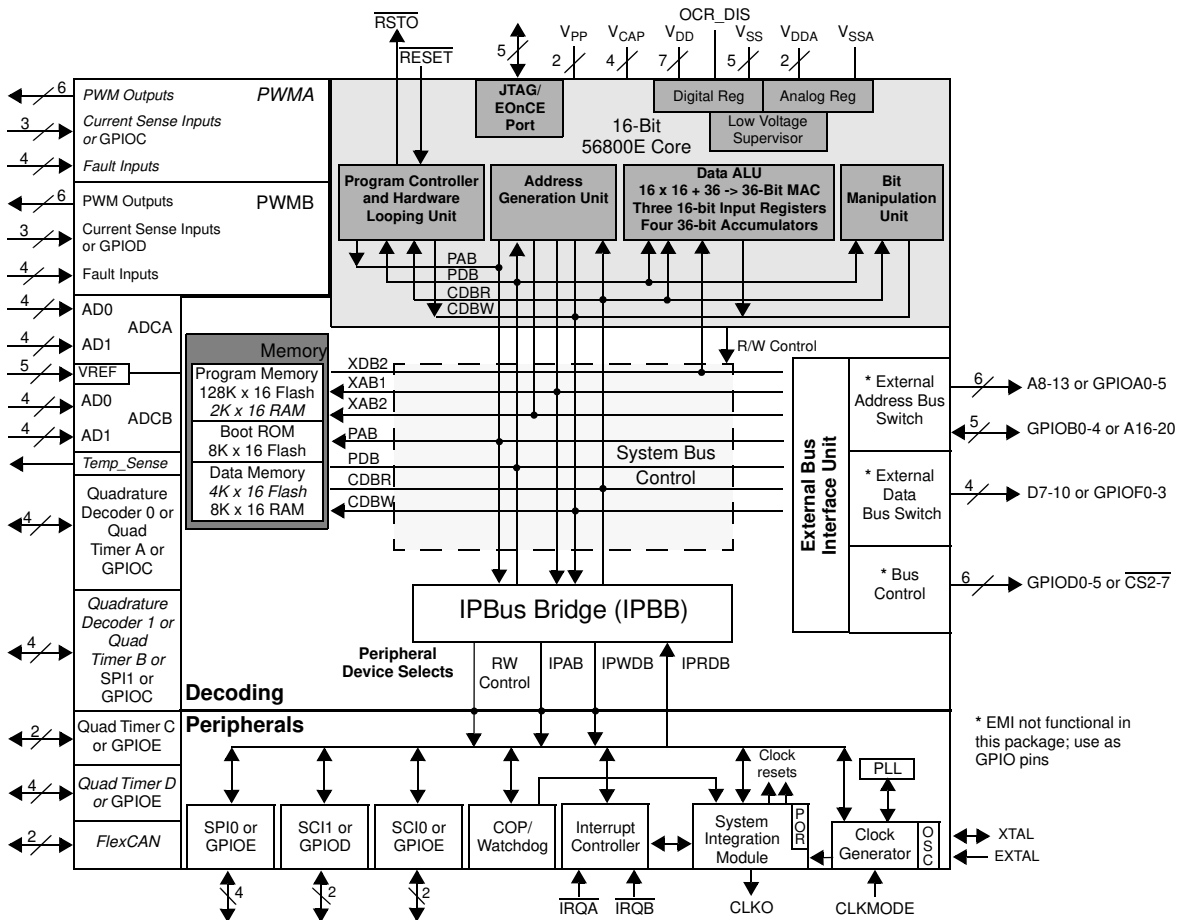 RSTO
RESET
5
VPP
2
VCAP
4
VDD
7
OCR_DIS
VSS
5
VDDA
2
VSSA
JTAG/
EOnCE
Port
Digital Reg
Analog Reg
Low Voltage
Supervisor
16-Bit
56800E Core
Program Controller
and Hardware
Looping Unit
Address
Generation Unit
Data ALU
16 x 16 + 36 -> 36-Bit MAC
Three 16-bit Input Registers
Four 36-bit Accumulators
Bit
Manipulation
Unit
PAB
PDB
CDBR
CDBW
R/W Control
6
PWM Outputs
PWMA
3
Current Sense Inputs
or GPIOC
4
Fault Inputs
6
PWM Outputs
PWMB
3
Current Sense Inputs
or GPIOD
4
Fault Inputs
4
AD0
ADCA
4
AD1
5
VREF
4
AD0
ADCB
4
AD1
Temp_Sense
4
Quadrature
Decoder 0 or
Quad
Timer A or
GPIOC
4
Quadrature
Decoder 1 or
Quad
Timer B or
SPI1 or
GPIOC
2
Quad Timer C
or GPIOE
4
Quad Timer D
or GPIOE
2
FlexCAN
Memory
Program Memory
128K x 16 Flash
2K x 16 RAM
Boot ROM
8K x 16 Flash
Data Memory
4K x 16 Flash
8K x 16 RAM
XDB2
XAB1
XAB2
PAB
PDB
CDBR
CDBW
System Bus
Control
External Bus
Interface Unit
* External
Address Bus
Switch
* External
Data
Bus Switch
* Bus
Control
6
A8-13 or GPIOA0-5
5
GPIOB0-4 or A16-20
4
D7-10 or GPIOF0-3
6
GPIOD0-5 or CS2-7
IPBus Bridge (IPBB)
Peripheral
Device Selects
RW
Control
IPAB
IPWDB
IPRDB
Decoding
Peripherals
* EMI not functional in
this package; use as
GPIO pins
Clock
resets
PLL
SPI0 or
GPIOE
SCI1 or
GPIOD
SCI0 or
GPIOE
COP/
Watchdog
Interrupt
Controller
System
Integration
Module
POR
Clock
Generator
OSC
XTAL
EXTAL
4
2
2
IRQA
IRQB
CLKO
CLKMODE